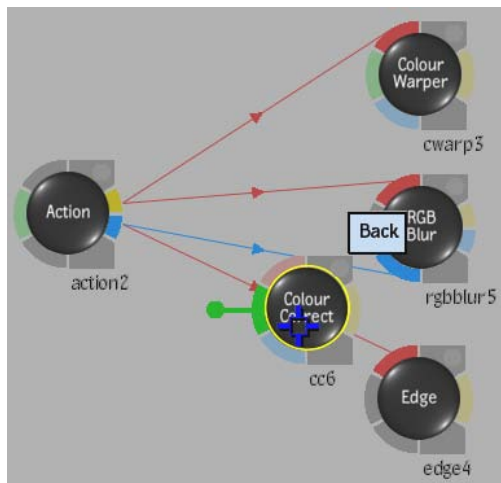 Colour
Warper
cwarp3
Action
action2
RGB
Blur
Back
rgbblur5
Colour
Correct
cc6
Edge
edge4